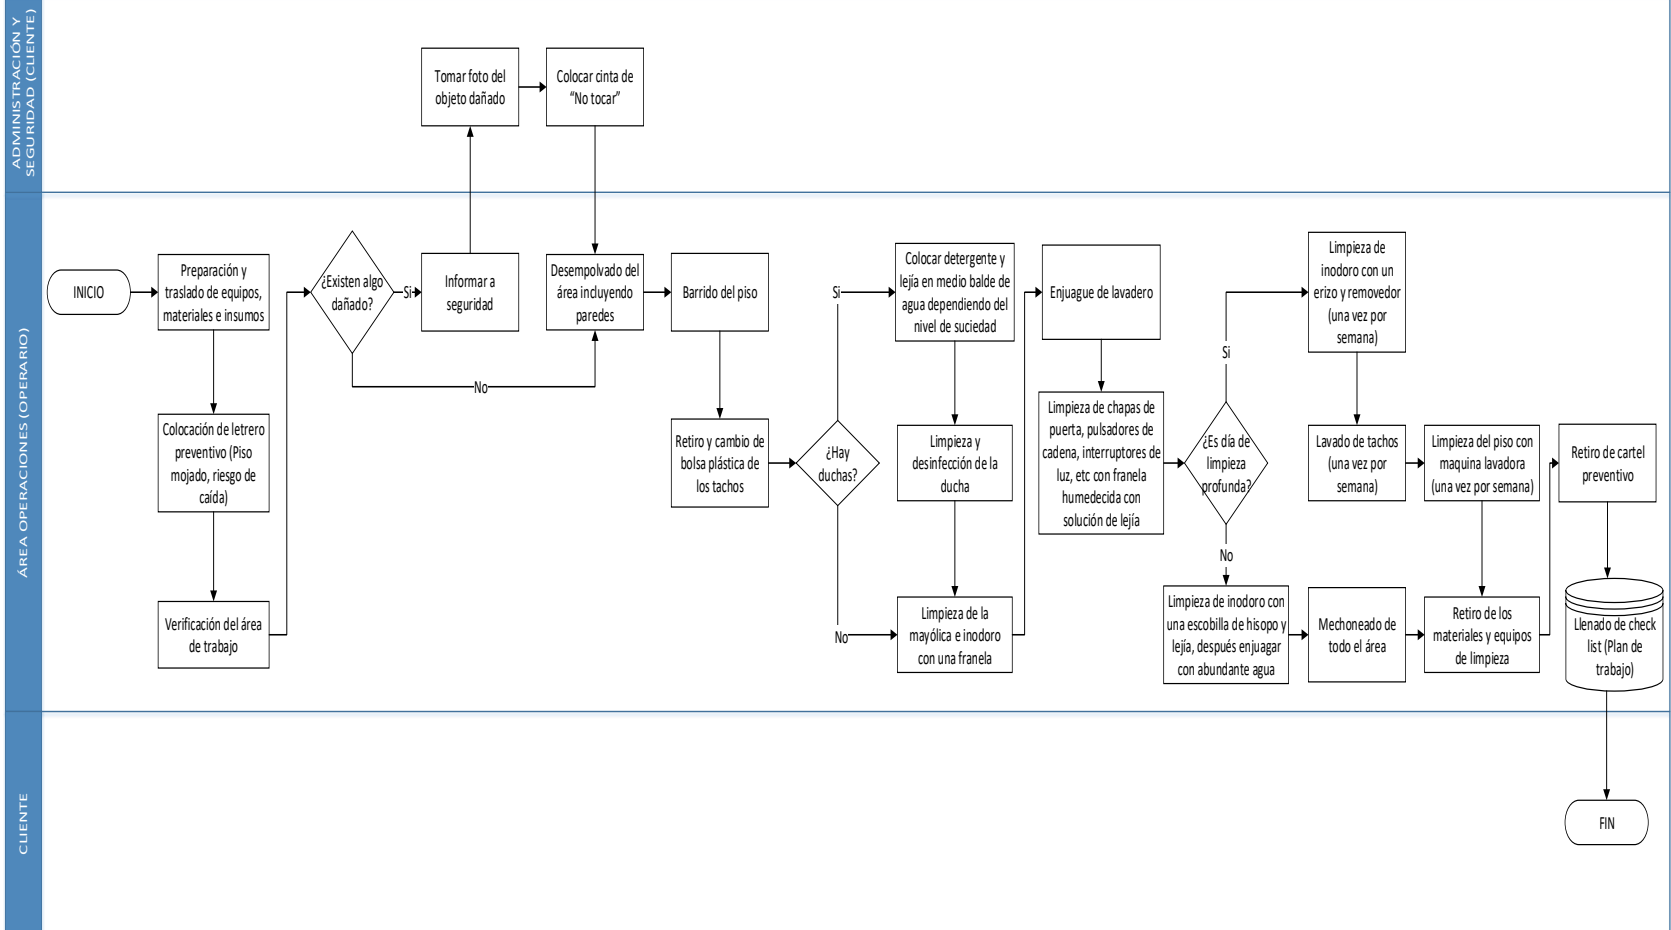 ADMINISTRACIÓN Y
SEGURIDAD (CLIENTE)
Tomar foto del
objeto dañado
Colocar cinta de
“No tocar”
ÁREA OPERACIONES (OPERARIO)
INICIO
Preparación y
traslado de equipos,
materiales e insumos
Colocación de letrero
preventivo (Piso
mojado, riesgo de
caída)
Verificación del área
de trabajo
¿Existen algo
dañado?
Si
No
Informar a
seguridad
Desempolvado del
área incluyendo
paredes
Barrido del piso
Retiro y cambio de
bolsa plástica de
los tachos
¿Hay
duchas?
Si
No
Colocar detergente y
lejía en medio balde de
agua dependiendo del
nivel de suciedad
Limpieza y
desinfección de la
ducha
Limpieza de la
mayólica e inodoro
con una franela
Enjuague de lavadero
Limpieza de chapas de
puerta, pulsadores de
cadena, interruptores de
luz, etc con franela
humedecida con
solución de lejía
¿Es día de
limpieza
profunda?
Si
No
Limpieza de
inodoro con un
erizo y removedor
(una vez por
semana)
Lavado de tachos
(una vez por
semana)
Limpieza del piso con
maquina lavadora
(una vez por semana)
Limpieza de inodoro con
una escobilla de hisopo y
lejía, después enjuagar
con abundante agua
Mechoneado de
todo el área
Retiro de los
materiales y equipos
de limpieza
Retiro de cartel
preventivo
Llenado de check
list (Plan de
trabajo)
CLIENTE
FIN